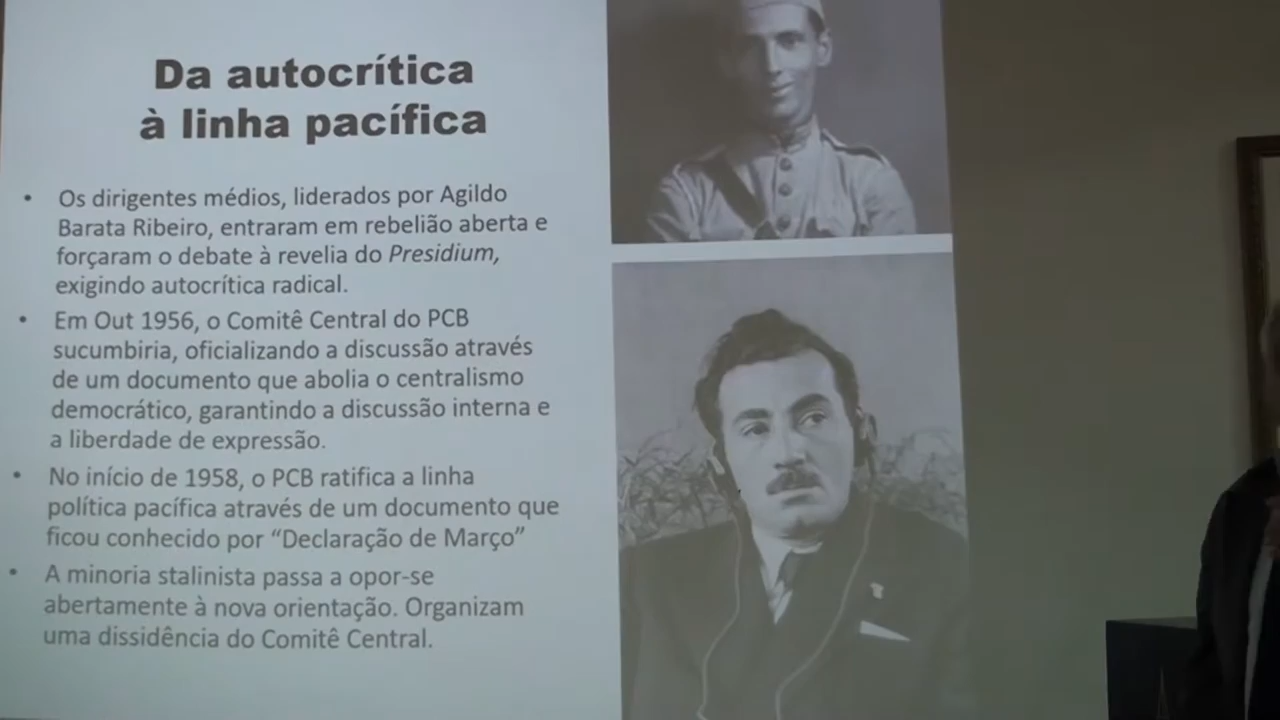 Da autocrítica
à linha pacífica
• Os dirigentes médios, liderados por Agildo
Barata Ribeiro, entraram em rebelião aberta e
forçaram o debate à revelia do Presidium,
exigindo autocrítica radical.
• Em Out 1956, o Comitê Central do PCB
sucumbiria, oficializando a discussão através
de um documento que abolia o centralismo
democrático, garantindo a discussão interna e
a liberdade de expressão.
• No início de 1958, o PCB ratifica a linha
política pacífica através de um documento que
ficou conhecido por “Declaração de Março”
• A minoria stalinista passa a opor-se
abertamente à nova orientação. Organizam
uma dissidência do Comitê Central.